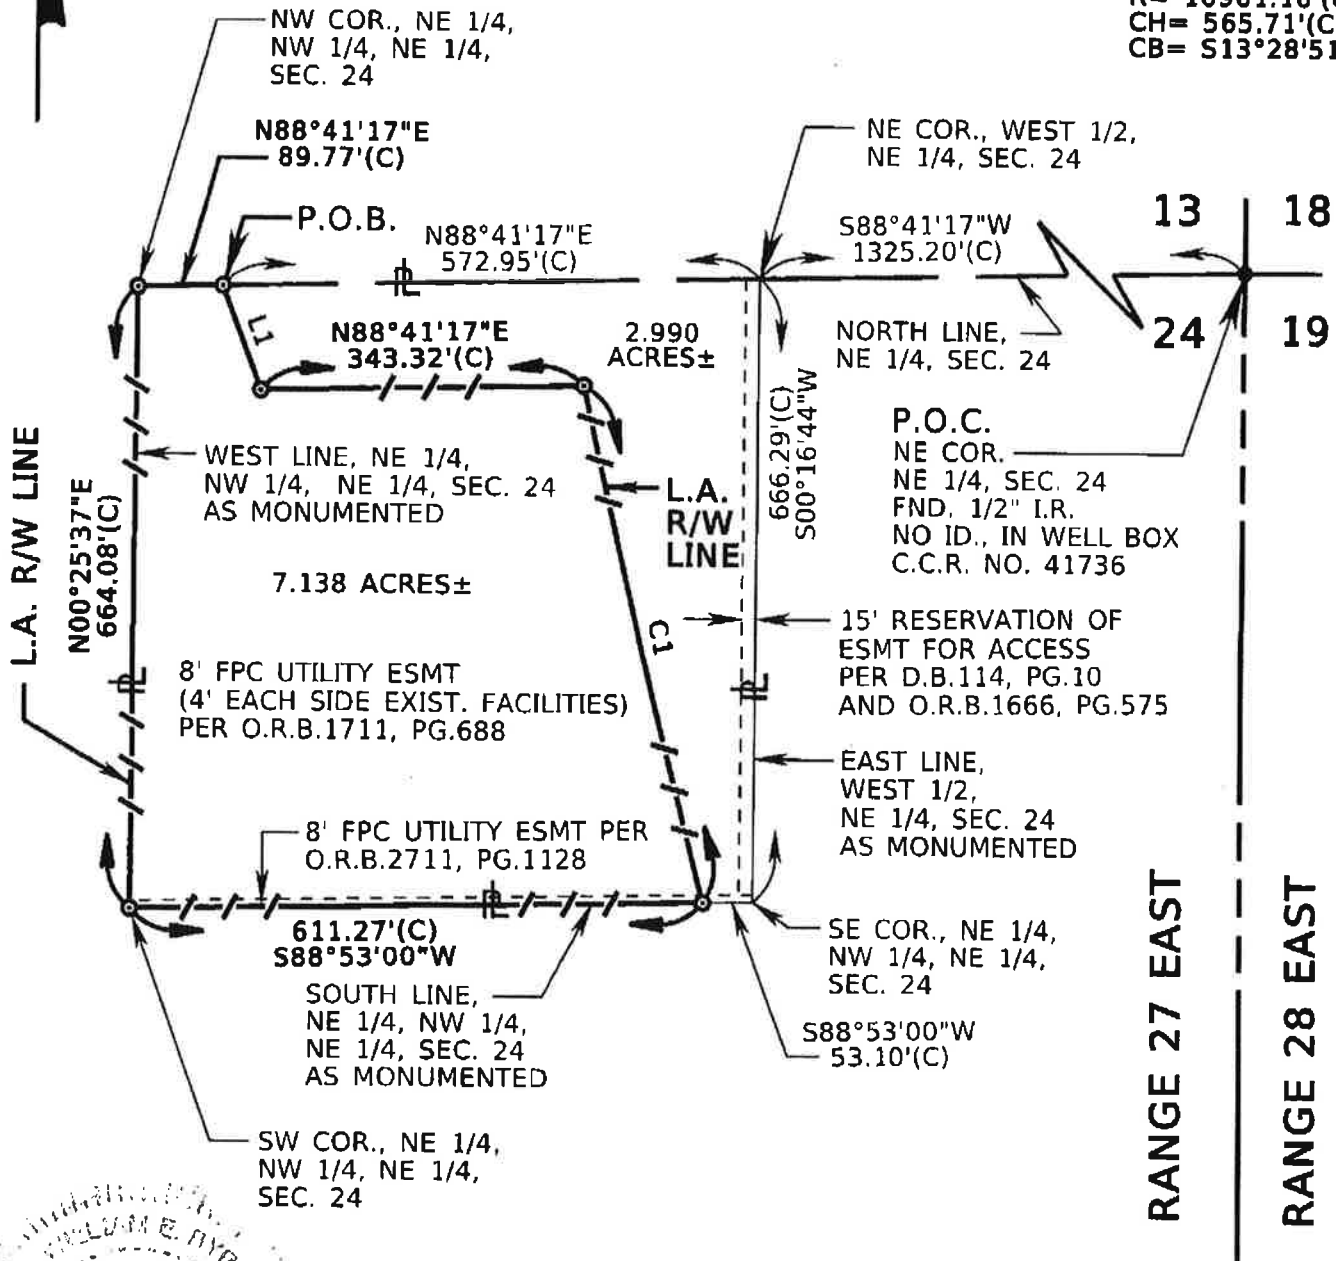 CH= 565.71'(C
CB= S13°28'51
NW COR., NE 1/4,
NW 1/4, NE 1/4,
SEC. 24
N88°41'17"E
89.77'(C)
P.O.B.
N88°41'17"E
572.95'(C)
NE COR., WEST 1/2,
NE 1/4, SEC. 24
S88°41'17"W
1325.20'(C)
13
18
24
19
L1
N88°41'17"E
343.32'(C)
2.990
ACRES±
NORTH LINE,
NE 1/4, SEC. 24
666.29'(C)
S00°16'44"W
P.O.C.
NE COR.
NE 1/4, SEC. 24
FND. 1/2" I.R.
NO ID., IN WELL BOX
C.C.R. NO. 41736
L.A. R/W LINE
N00°25'37"E
664.08'(C)
WEST LINE, NE 1/4,
NW 1/4, NE 1/4, SEC. 24
AS MONUMENTED
L.A.
R/W
LINE
7.138 ACRES±
C1
15' RESERVATION OF
ESMT FOR ACCESS
PER D.B.114, PG.10
AND O.R.B.1666, PG.575
8' FPC UTILITY ESMT
(4' EACH SIDE EXIST. FACILITIES)
PER O.R.B.1711, PG.688
EAST LINE,
WEST 1/2,
NE 1/4, SEC. 24
AS MONUMENTED
8' FPC UTILITY ESMT PER
O.R.B.2711, PG.1128
611.27'(C)
S88°53'00"W
SE COR., NE 1/4,
NW 1/4, NE 1/4,
SEC. 24
SOUTH LINE,
NE 1/4, NW 1/4,
NE 1/4, SEC. 24
AS MONUMENTED
S88°53'00"W
53.10'(C)
SW COR., NE 1/4,
NW 1/4, NE 1/4,
SEC. 24
RANGE 27 EAST
RANGE 28 EAST